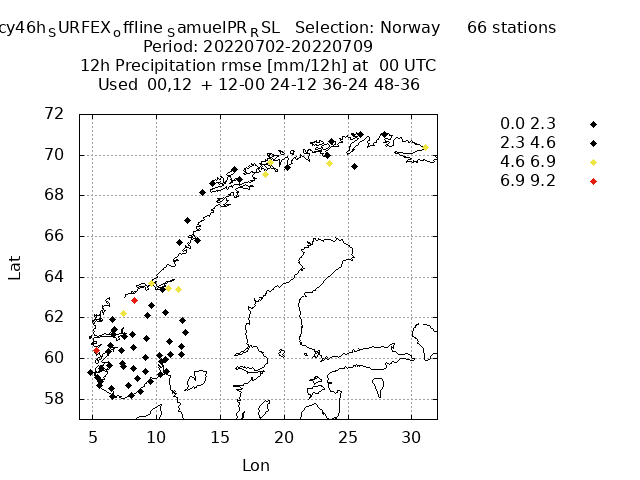 cy46hSURFEXoffline SamuelPRRSL Selection: Norway 66 stations
Period: 20220702-20220709
12h Precipitation rmse [mm/12h] at 00 UTC
Used 00,12 + 12-00 24-12 36-24 48-36
72
70
68
66
64
62
60
58
Lat
5 10 15 20 25 30
Lon
0.0 2.3
2.3 4.6
4.6 6.9
6.9 9.2